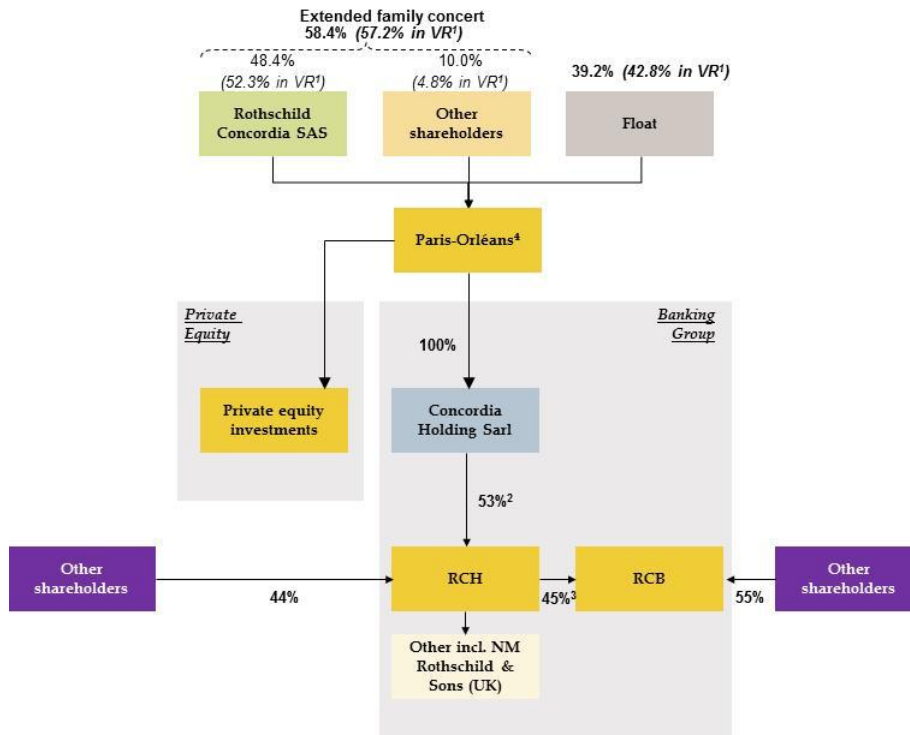 Extended family concert
58.4% (57.2% in VR¹)
48.4%
(52.3% in VR¹)
10.0%
(4.8% in VR¹)
39.2% (42.8% in VR¹)
Rothschild
Concordia SAS
Other
shareholders
Float
Paris-Orléans⁴
Private
Equity
Banking
Group
100%
Private equity
investments
Concordia
Holding Sarl
53%²
Other
shareholders
44%
RCH
45%³
RCB
55%
Other
shareholders
Other incl. NM
Rothschild &
Sons (UK)